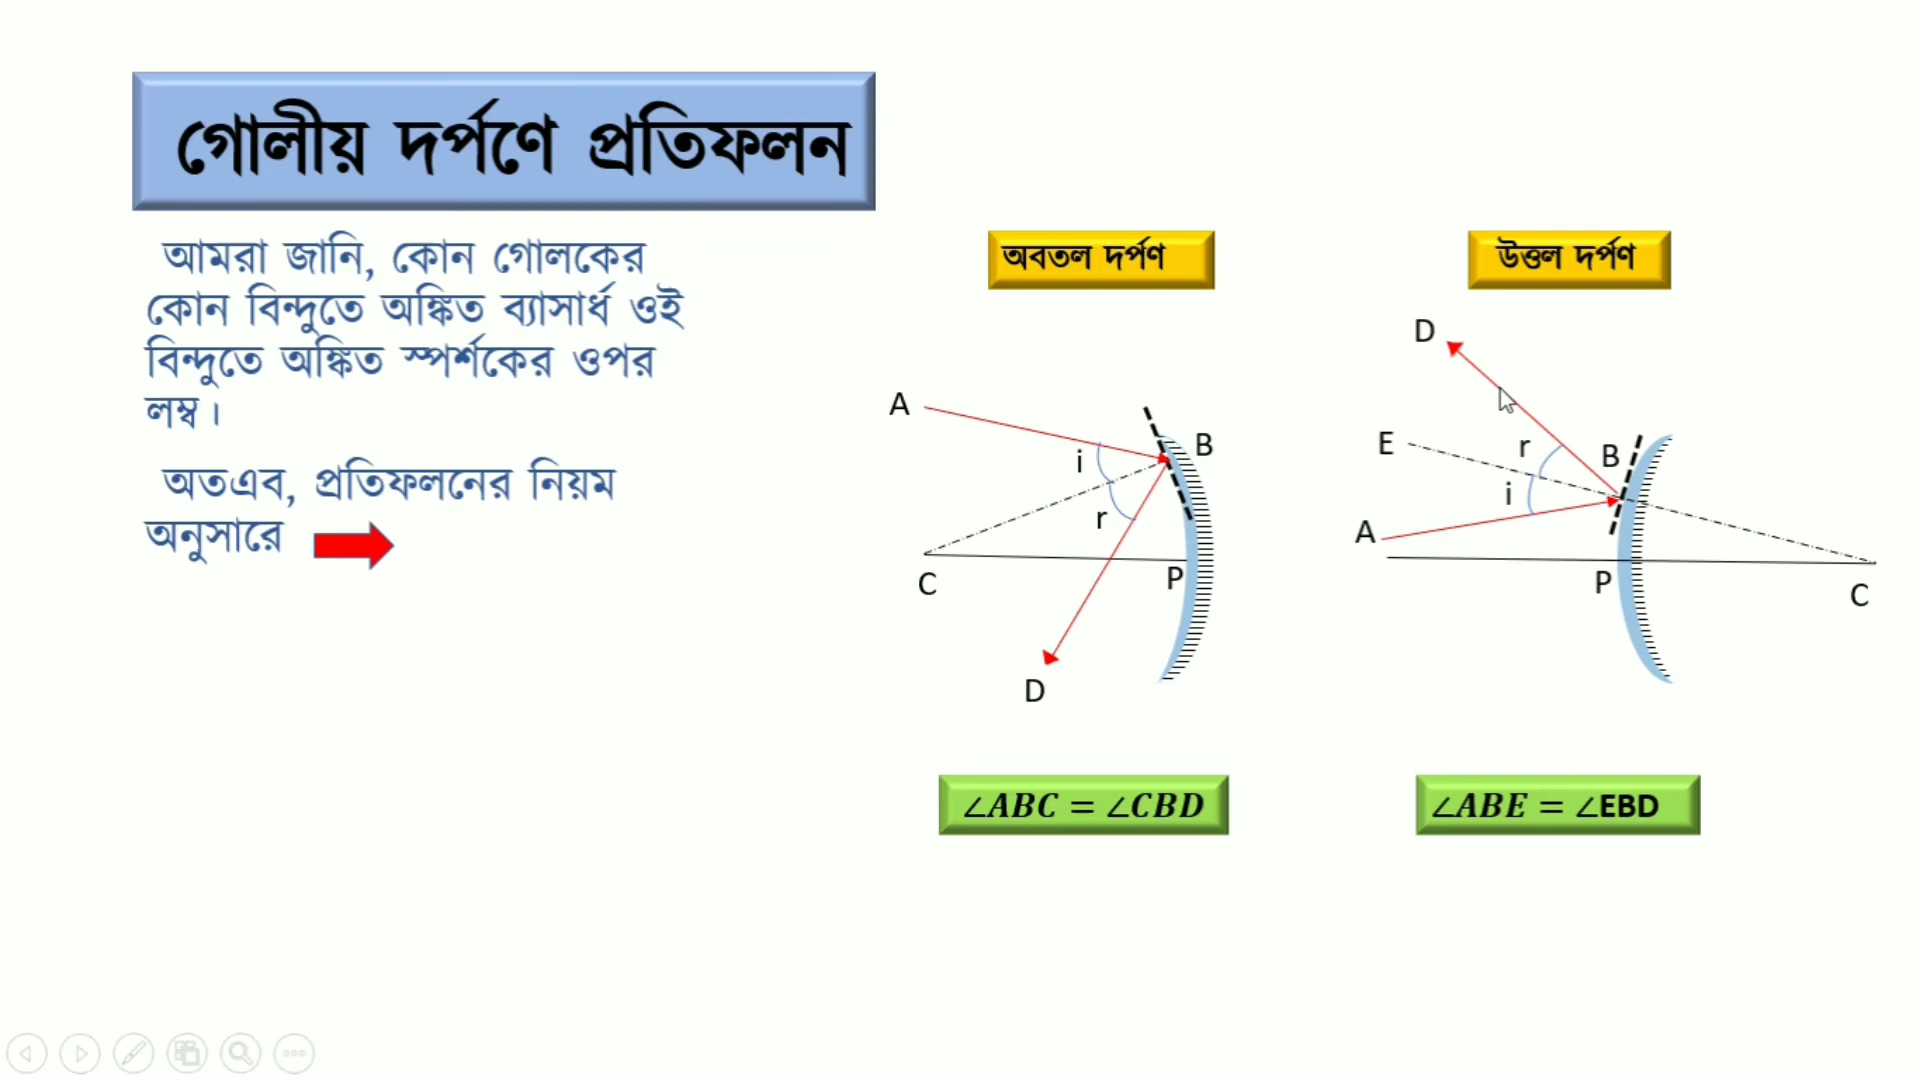 গোলীয় দর্পণে প্রতিফলন
আমরা জানি, কোন গোলকের
কোন বিন্দুতে অঙ্কিত ব্যাসার্ধ ওই
বিন্দুতে অঙ্কিত স্পর্শকের ওপর
লম্ব।
অতএব, প্রতিফলনের নিয়ম
অনুসারে
অবতল দর্পণ
A
B
i
r
C
P
D
∠ABC = ∠CBD
উত্তল দর্পণ
D
E
r
B
i
A
P
C
∠ABE = ∠EBD